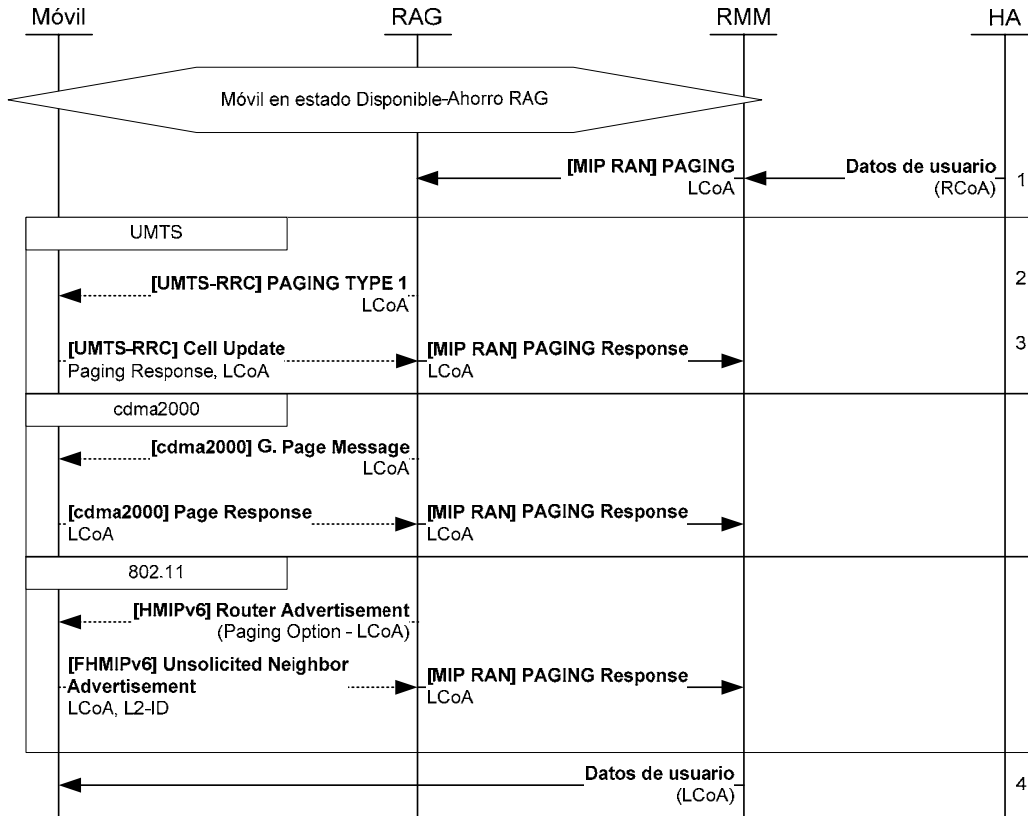 Móvil
RAG
RMM
HA
Móvil en estado Disponible-Ahorro RAG
[MIP RAN] PAGING
LCoA
Datos de usuario
(RCoA)
1
UMTS
[UMTS-RRC] PAGING TYPE 1
LCoA
2
[UMTS-RRC] Cell Update
Paging Response, LCoA
[MIP RAN] PAGING Response
LCoA
3
cdma2000
[cdma2000] G. Page Message
LCoA
[cdma2000] Page Response
LCoA
[MIP RAN] PAGING Response
LCoA
802.11
[HMIPv6] Router Advertisement
(Paging Option - LCoA)
[FHMIPv6] Unsolicited Neighbor
Advertisement
LCoA, L2-ID
[MIP RAN] PAGING Response
LCoA
Datos de usuario
(LCoA)
4